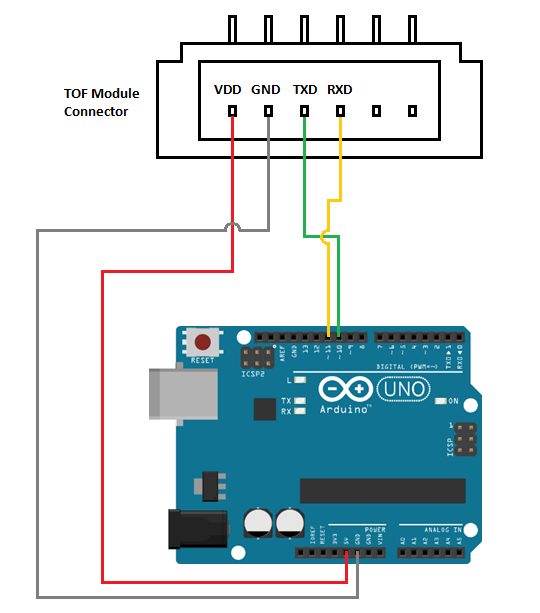 VDD GND TXD RXD
TOF Module
Connector
RESET
ICSP2
AREF
GND
13
12
~11
~10
~9
8
7
~6
~5
4
~3
2
TXD▶1
RXD◀0
DIGITAL (PWM=~)
L
TX
RX
Arduino™
UNO
ON
1
ICSP
POWER
ANALOG IN
IOREF
RESET
3V3
5V
GND
GND
VIN
A0
A1
A2
A3
A4
A5